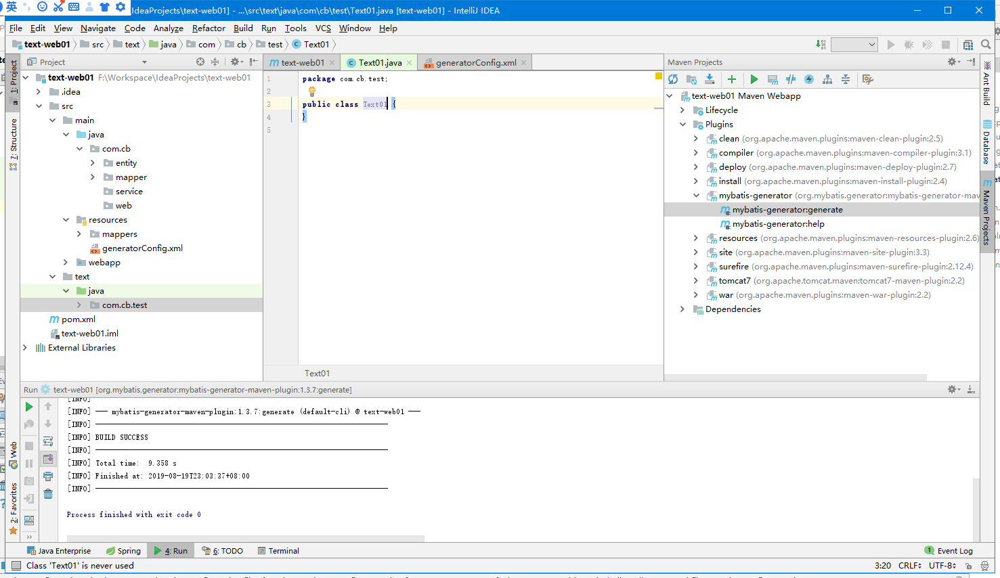 英
IdeaProjects\text-web01] - ...\src\text\java\com\cb\test\Text01.java [text-web01] - IntelliJ IDEA
File Edit View Navigate Code Analyze Refactor Build Run Tools VCS Window Help
text-web01 src text java com cb test Text01
Project
text-web01 Text01.java generatorConfig.xml
Maven Projects
1: Project
7: Structure
Web
2: Favorites
text-web01 F:\Workspace\IdeaProjects\text-web01
.idea
src
main
java
com.cb
entity
mapper
service
web
resources
mappers
generatorConfig.xml
webapp
text
java
com.cb.test
pom.xml
text-web01.iml
External Libraries
1 package com.cb.test;
2
3 public class Text01 {
4 }
5
Text01
text-web01 Maven Webapp
Lifecycle
Plugins
clean (org.apache.maven.plugins:maven-clean-plugin:2.5)
compiler (org.apache.maven.plugins:maven-compiler-plugin:3.1)
deploy (org.apache.maven.plugins:maven-deploy-plugin:2.7)
install (org.apache.maven.plugins:maven-install-plugin:2.4)
mybatis-generator (org.mybatis.generator:mybatis-generator-mav
mybatis-generator:generate
mybatis-generator:help
resources (org.apache.maven.plugins:maven-resources-plugin:2.6)
site (org.apache.maven.plugins:maven-site-plugin:3.3)
surefire (org.apache.maven.plugins:maven-surefire-plugin:2.12.4)
tomcat7 (org.apache.tomcat.maven:tomcat7-maven-plugin:2.2)
war (org.apache.maven.plugins:maven-war-plugin:2.2)
Dependencies
Ant Build
Database
Maven Projects
Run text-web01 [org.mybatis.generator:mybatis-generator-maven-plugin:1.3.7:generate]
[INFO]
[INFO] --- mybatis-generator-maven-plugin:1.3.7:generate (default-cli) @ text-web01 ---
[INFO] ------------------------------------------------------------------------
[INFO] BUILD SUCCESS
[INFO] ------------------------------------------------------------------------
[INFO] Total time: 9.358 s
[INFO] Finished at: 2019-08-19T23:03:37+08:00
[INFO] ------------------------------------------------------------------------
Process finished with exit code 0
Java Enterprise Spring 4: Run 6: TODO Terminal
1 Event Log
Class 'Text01' is never used
3:20 CRLF UTF-8